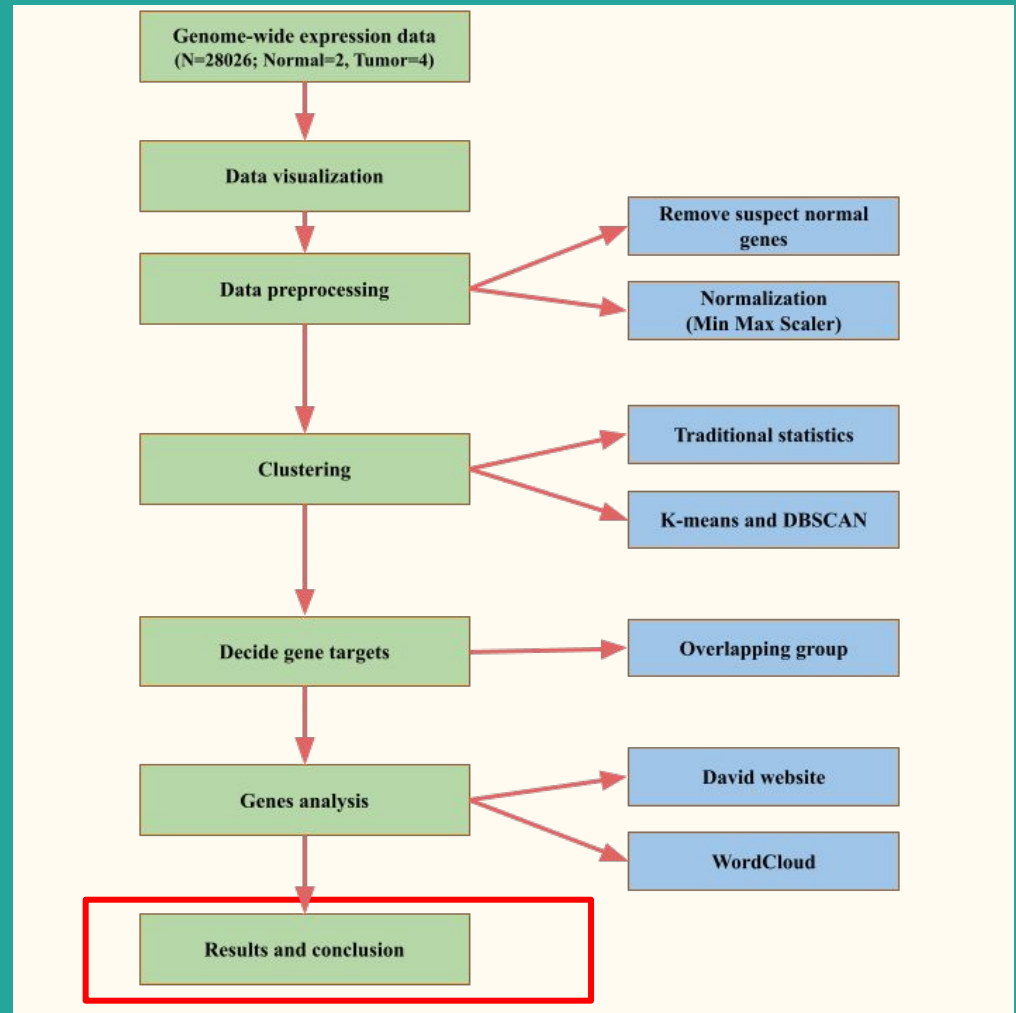 Genome-wide expression data
(N=28026; Normal=2, Tumor=4)
Data visualization
Data preprocessing
Remove suspect normal
genes
Normalization
(Min Max Scaler)
Clustering
Traditional statistics
K-means and DBSCAN
Decide gene targets
Overlapping group
Genes analysis
David website
WordCloud
Results and conclusion